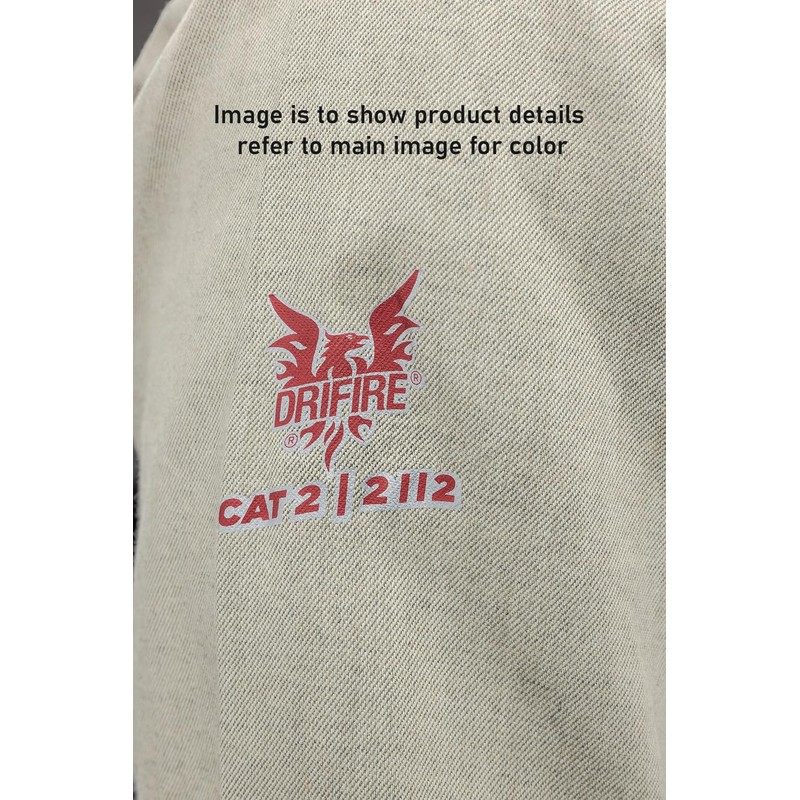 Image is to show product details
refer to main image for color
DRIFIRE®
®
CAT 2 | 2112